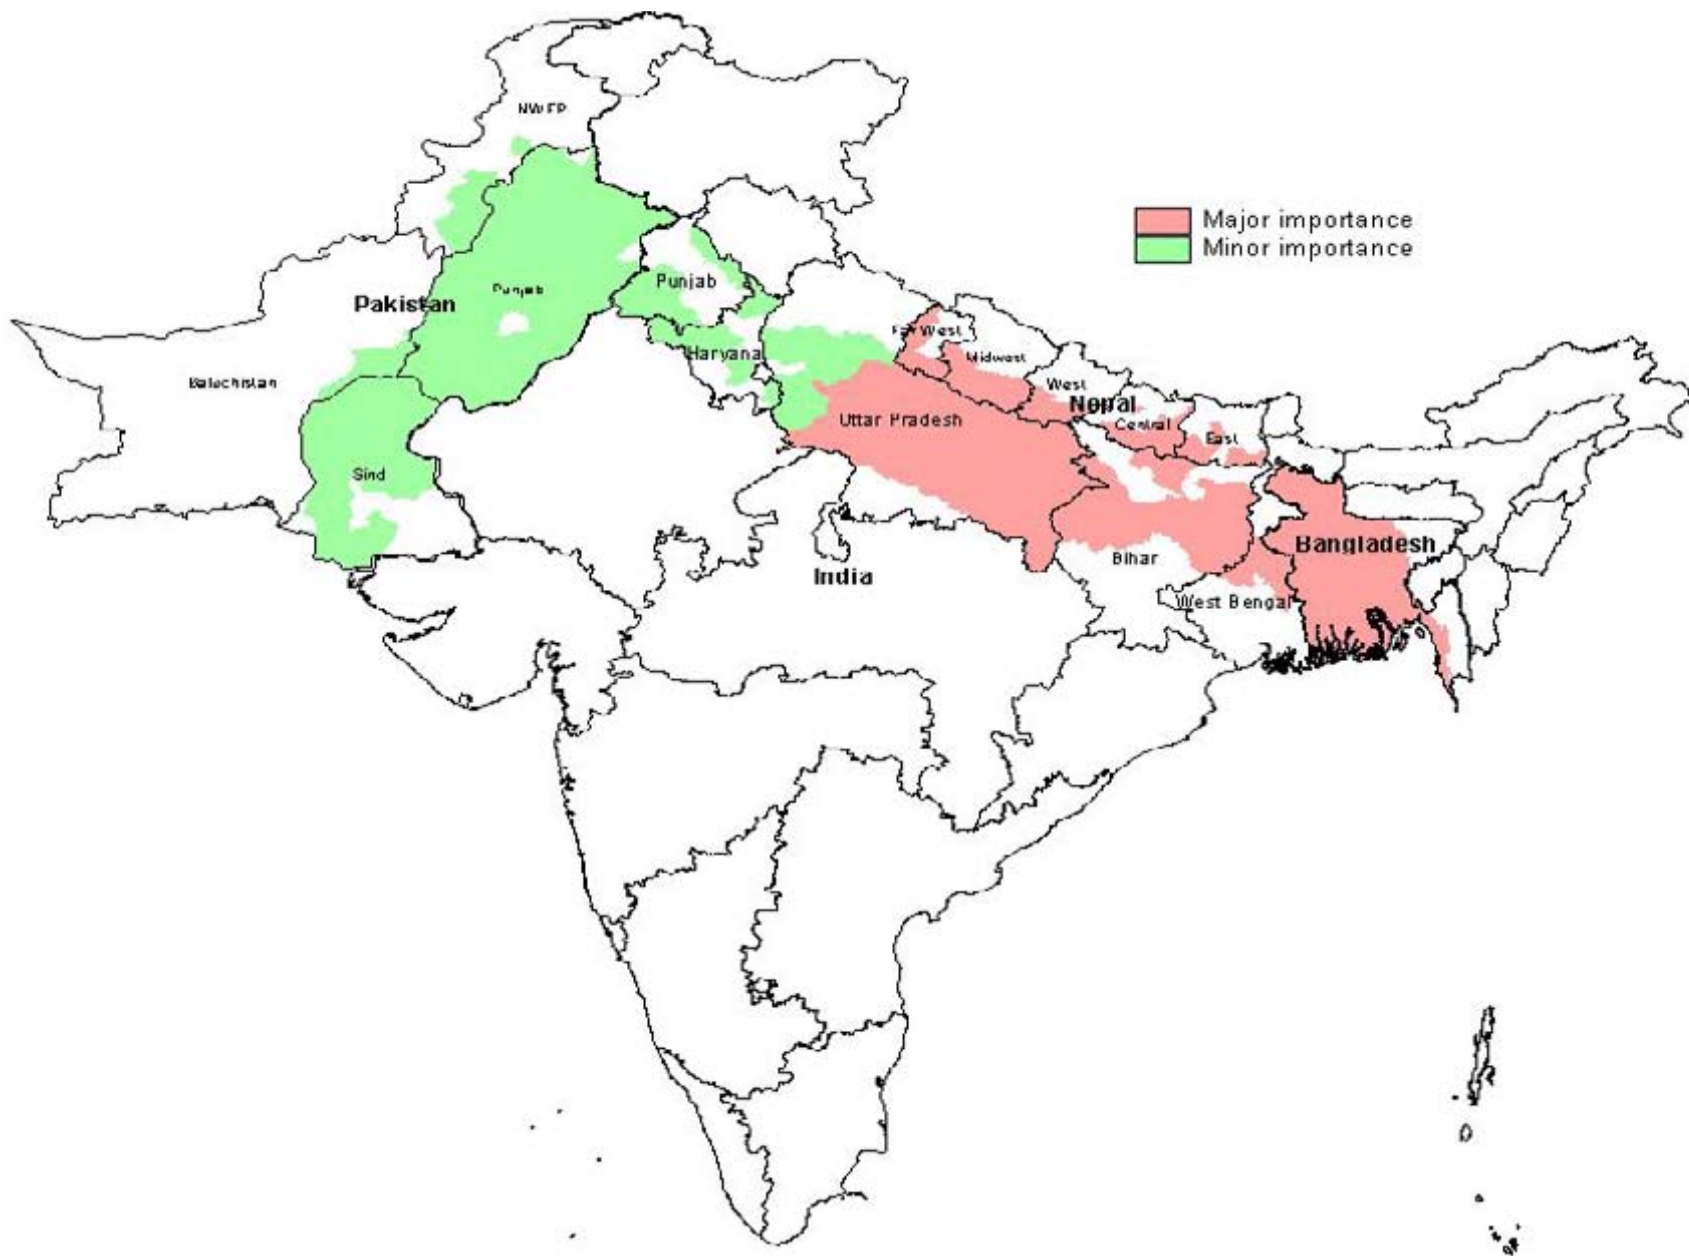 NWFP
Major importance
Minor importance
Punjab
Punjab
Pakistan
Far West
Haryana
Midwest
Balachistan
West
Nepal
Uttar Pradesh
Central
East
Sind
Bangladesh
Bihar
India
West Bengal